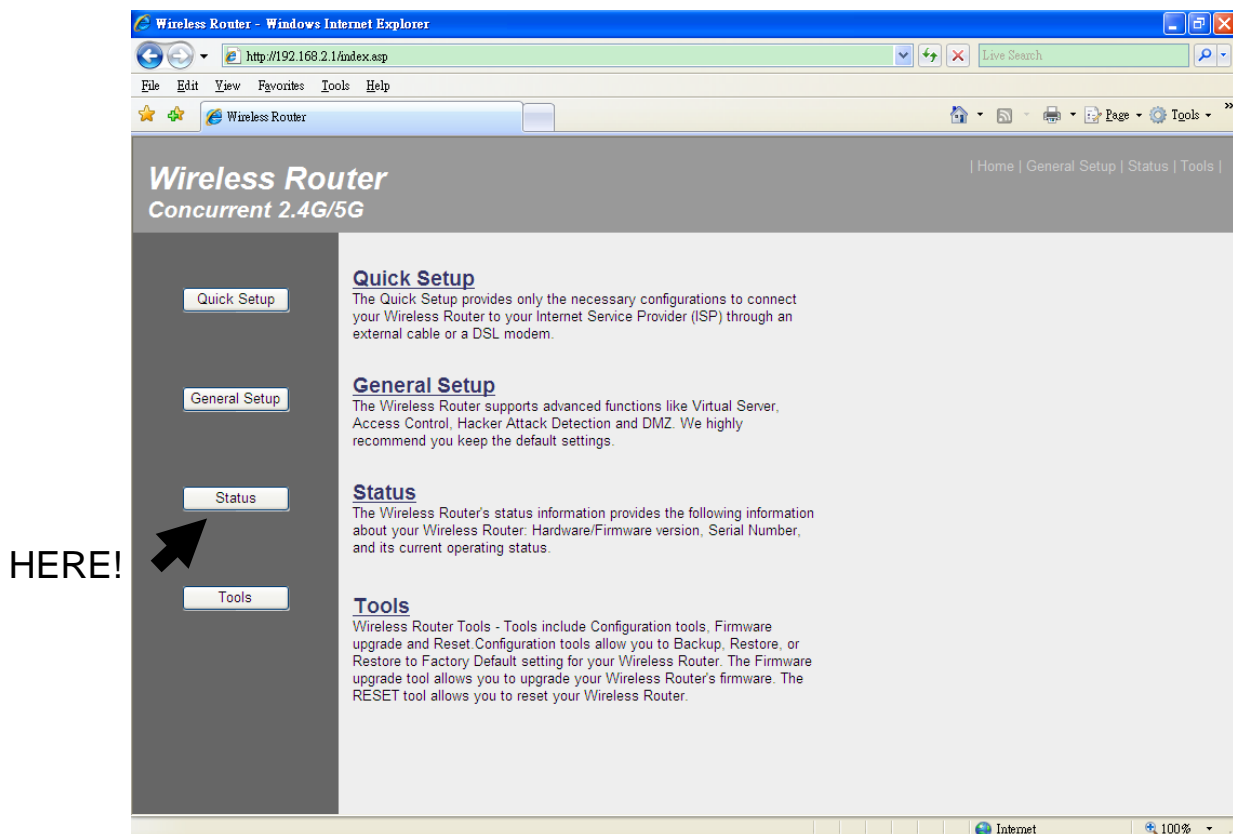 Wireless Router - Windows Internet Explorer
http://192.168.2.1/index.asp
Live Search
File Edit View Favorites Tools Help
Wireless Router
Page Tools
Wireless Router
Concurrent 2.4G/5G
| Home | General Setup | Status | Tools |
Quick Setup
Quick Setup
The Quick Setup provides only the necessary configurations to connect
your Wireless Router to your Internet Service Provider (ISP) through an
external cable or a DSL modem.
General Setup
General Setup
The Wireless Router supports advanced functions like Virtual Server,
Access Control, Hacker Attack Detection and DMZ. We highly
recommend you keep the default settings.
Status
Status
The Wireless Router's status information provides the following information
about your Wireless Router: Hardware/Firmware version, Serial Number,
and its current operating status.
HERE!
Tools
Tools
Wireless Router Tools - Tools include Configuration tools, Firmware
upgrade and Reset.Configuration tools allow you to Backup, Restore, or
Restore to Factory Default setting for your Wireless Router. The Firmware
upgrade tool allows you to upgrade your Wireless Router's firmware. The
RESET tool allows you to reset your Wireless Router.
Internet
100%